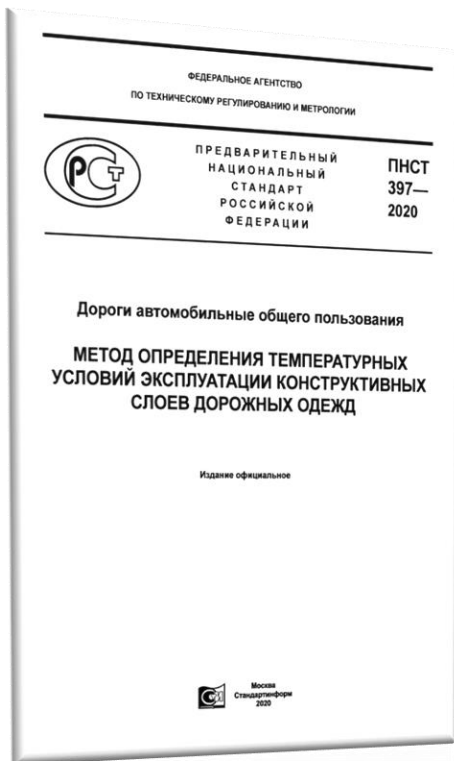 ФЕДЕРАЛЬНОЕ АГЕНТСТВО
ПО ТЕХНИЧЕСКОМУ РЕГУЛИРОВАНИЮ И МЕТРОЛОГИИ
ПРЕДВАРИТЕЛЬНЫЙ
НАЦИОНАЛЬНЫЙ
СТАНДАРТ
РОССИЙСКОЙ
ФЕДЕРАЦИИ
ПНСТ
397—
2020
Дороги автомобильные общего пользования
МЕТОД ОПРЕДЕЛЕНИЯ ТЕМПЕРАТУРНЫХ
УСЛОВИЙ ЭКСПЛУАТАЦИИ КОНСТРУКТИВНЫХ
СЛОЕВ ДОРОЖНЫХ ОДЕЖД
Издание официальное
Москва
Стандартинформ
2020